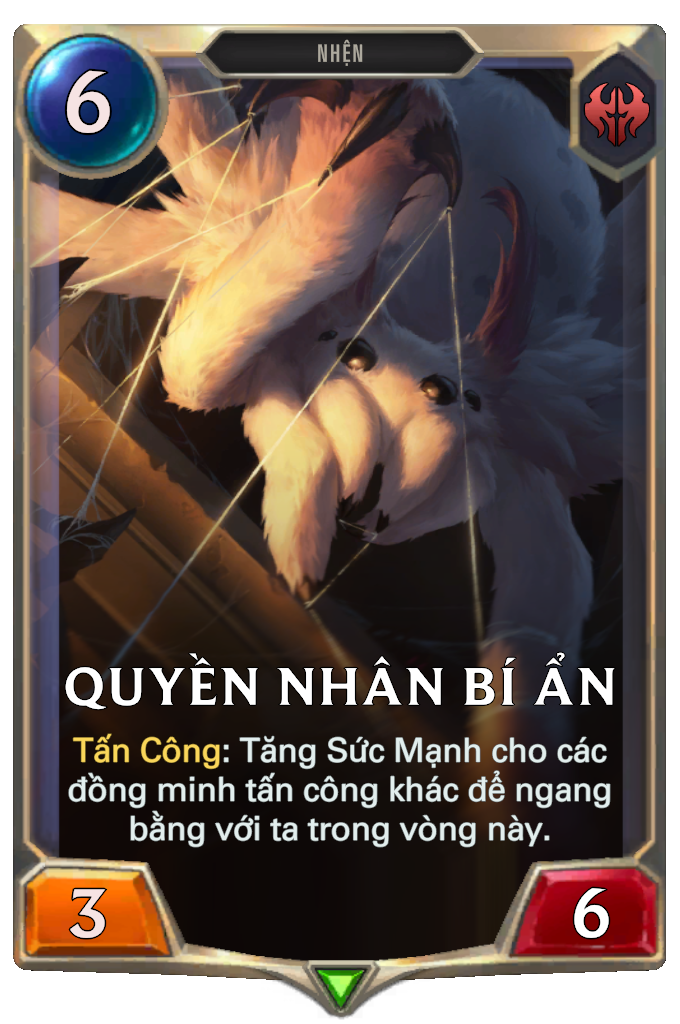 NHỆN
6
QUYỀN NHÂN BÍ ẨN
Tấn Công: Tăng Sức Mạnh cho các
đồng minh tấn công khác để ngang
bằng với ta trong vòng này.
3
6